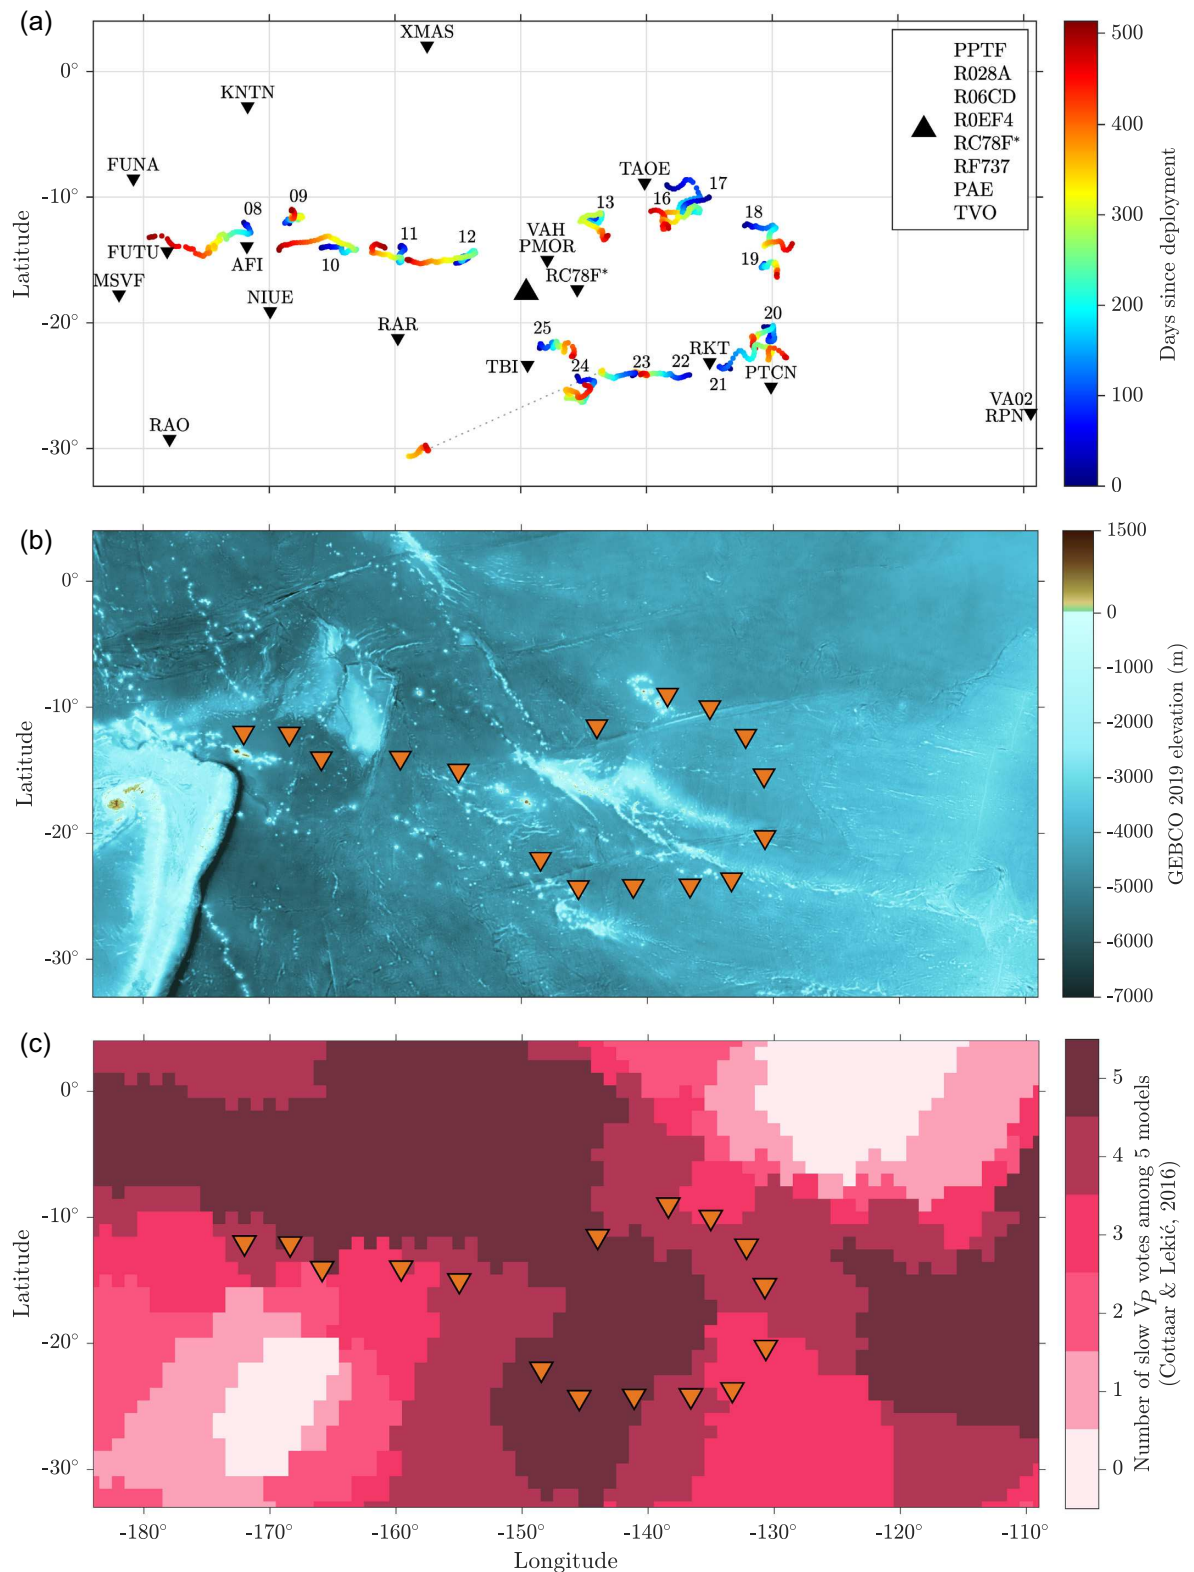 (a)
XMAS
KNTN
FUNA
FUTU
MSVF
AFI
NIUE
RAR
RAO
TAOE
VAH
PMOR
RC78F*
TBI
RKT
PTCN
VA02
RPN
08
09
10
11
12
13
16
17
18
19
20
21
22
23
24
25
PPTF
R028A
R06CD
R0EF4
RC78F*
RF737
PAE
TVO
0°
-10°
-20°
-30°
Latitude
500
400
300
200
100
0
Days since deployment
(b)
0°
-10°
-20°
-30°
Latitude
1500
0
-1000
-2000
-3000
-4000
-5000
-6000
-7000
GEBCO 2019 elevation (m)
(c)
0°
-10°
-20°
-30°
Latitude
-180°
-170°
-160°
-150°
-140°
-130°
-120°
-110°
Longitude
5
4
3
2
1
0
Number of slow VP votes among 5 models
(Cottaar & Lekić, 2016)